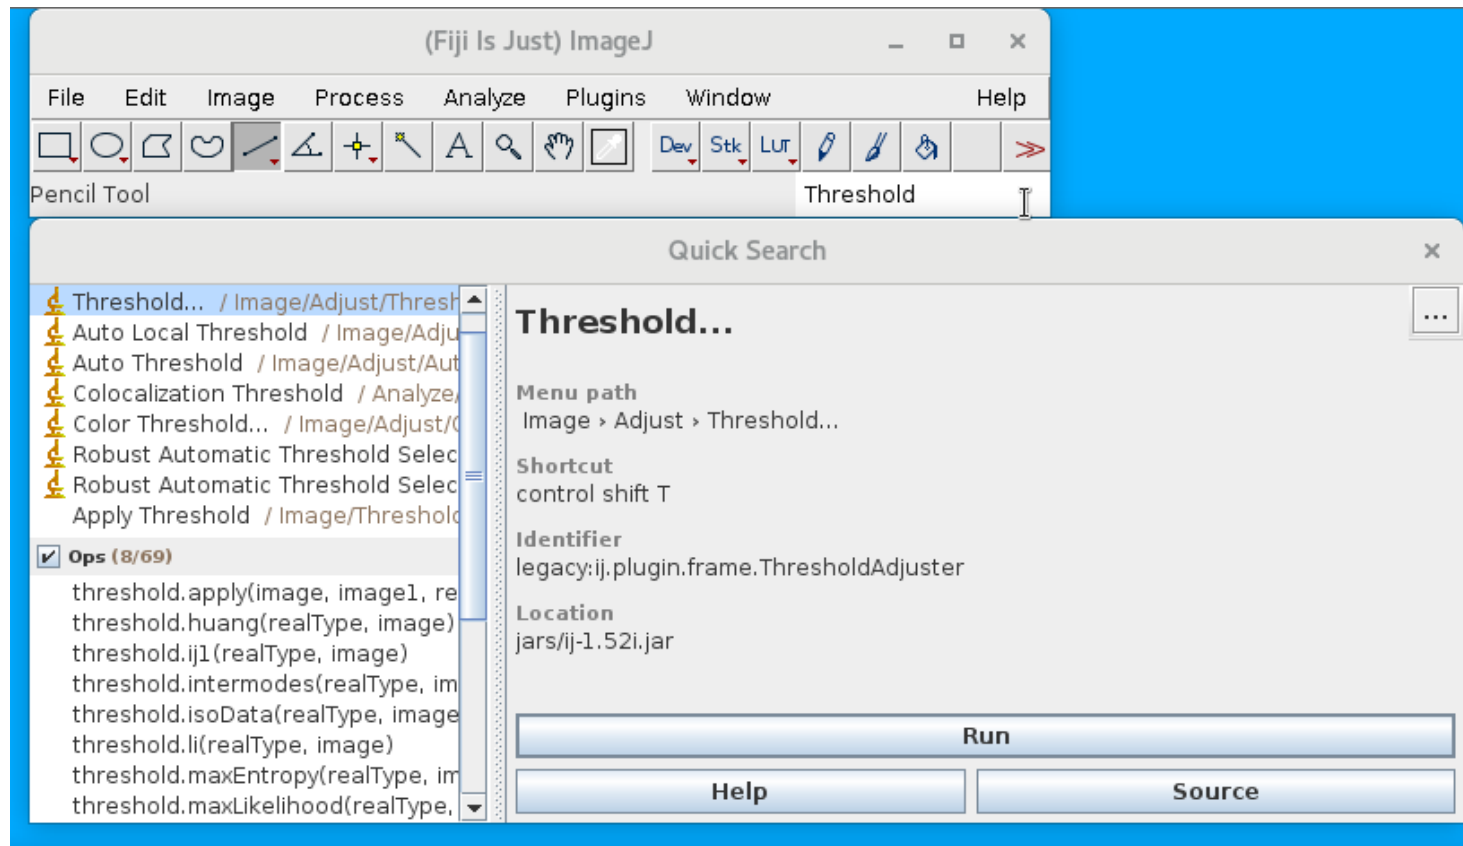 (Fiji Is Just) ImageJ
File Edit Image Process Analyze Plugins Window Help
A Dev Stk LUT
Pencil Tool Threshold
Quick Search
Threshold... / Image/Adjust/Thresh
Auto Local Threshold / Image/Adju
Auto Threshold / Image/Adjust/Aut
Colocalization Threshold / Analyze/
Color Threshold... / Image/Adjust/C
Robust Automatic Threshold Selec
Robust Automatic Threshold Selec
Apply Threshold / Image/Threshold
Ops (8/69)
threshold.apply(image, image1, re
threshold.huang(realType, image)
threshold.ij1(realType, image)
threshold.intermodes(realType, im
threshold.isoData(realType, image
threshold.li(realType, image)
threshold.maxEntropy(realType, im
threshold.maxLikelihood(realType,
Threshold...
...
Menu path
Image › Adjust › Threshold...
Shortcut
control shift T
Identifier
legacy:ij.plugin.frame.ThresholdAdjuster
Location
jars/ij-1.52i.jar
Run
Help Source